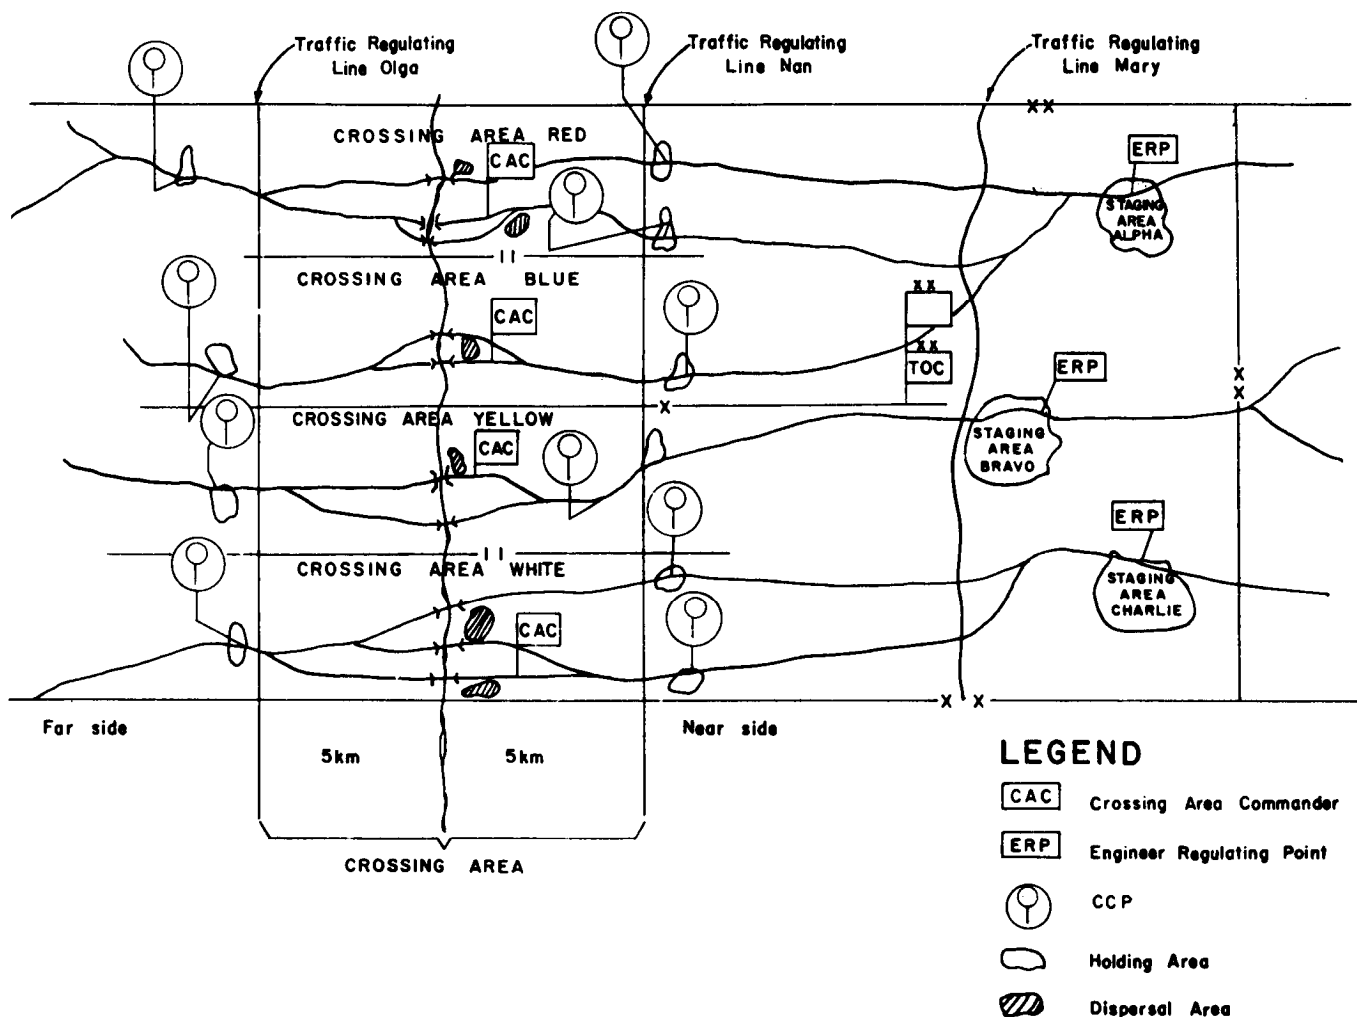 Traffic Regulating
Line Olga
Traffic Regulating
Line Nan
Traffic Regulating
Line Mary
XX
CROSSING AREA RED
CAC
ERP
STAGING
AREA
ALPHA
II
CROSSING AREA BLUE
CAC
XX
XX
TOC
ERP
X
X
X
CROSSING AREA YELLOW
CAC
STAGING
AREA
BRAVO
ERP
II
CROSSING AREA WHITE
CAC
STAGING
AREA
CHARLIE
X X
Far side
Near side
5km
5km
CROSSING AREA
LEGEND
CAC Crossing Area Commander
ERP Engineer Regulating Point
CCP
Holding Area
Dispersal Area